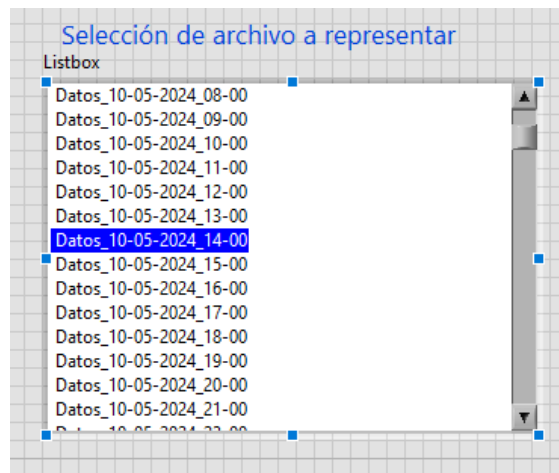 Selección de archivo a representar
Listbox
Datos_10-05-2024_08-00
Datos_10-05-2024_09-00
Datos_10-05-2024_10-00
Datos_10-05-2024_11-00
Datos_10-05-2024_12-00
Datos_10-05-2024_13-00
Datos_10-05-2024_14-00
Datos_10-05-2024_15-00
Datos_10-05-2024_16-00
Datos_10-05-2024_17-00
Datos_10-05-2024_18-00
Datos_10-05-2024_19-00
Datos_10-05-2024_20-00
Datos_10-05-2024_21-00